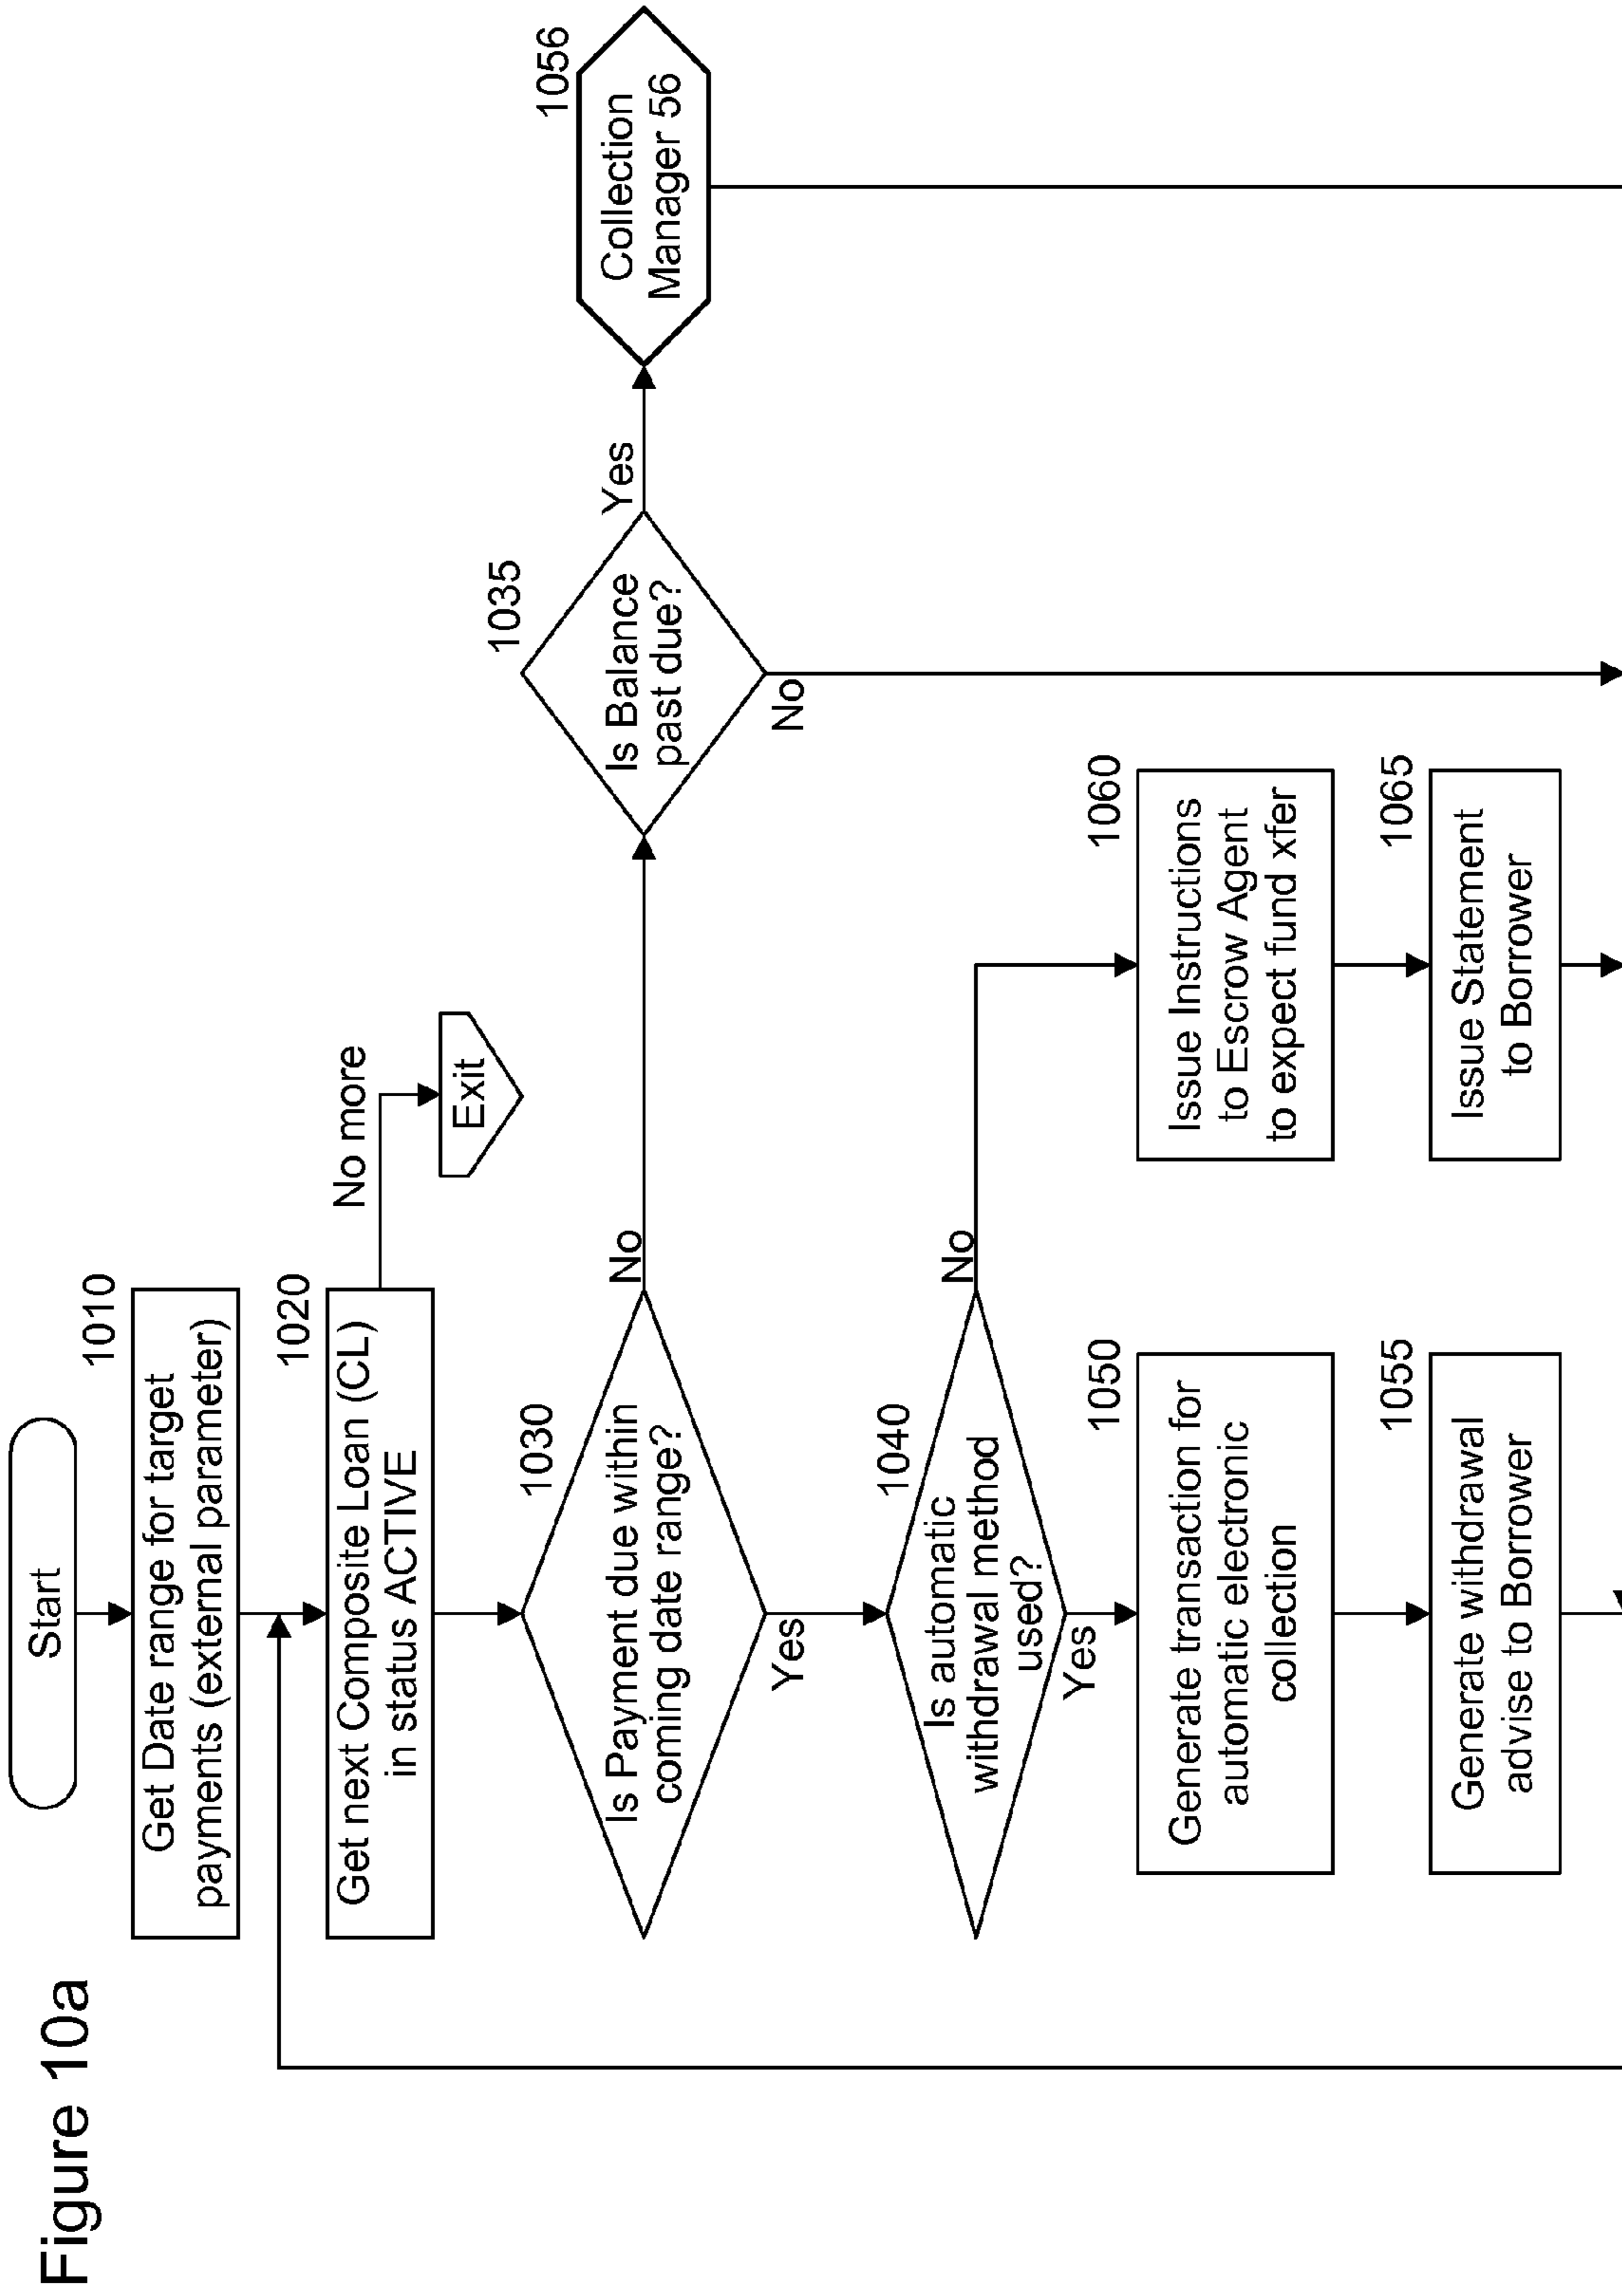 Figure 10a
Start
1010
Get Date range for target
payments (external parameter)
1020
Get next Composite Loan (CL)
in status ACTIVE
No more
Exit
1030
Is Payment due within
coming date range?
No
Yes
1035
Is Balance
past due?
Yes
No
1056
Collection
Manager 56
1040
Is automatic
withdrawal method
used?
No
Yes
1050
Generate transaction for
automatic electronic
collection
1060
Issue Instructions
to Escrow Agent
to expect fund xfer
1055
Generate withdrawal
advise to Borrower
1065
Issue Statement
to Borrower